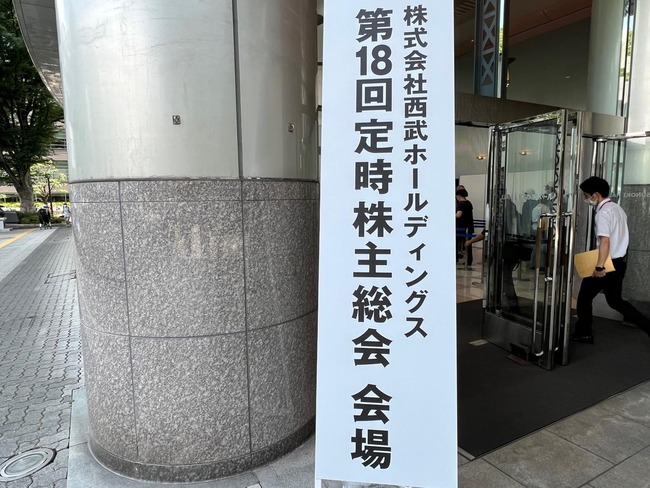 株式会社西武ホールディングス
第18回定時株主総会 会場